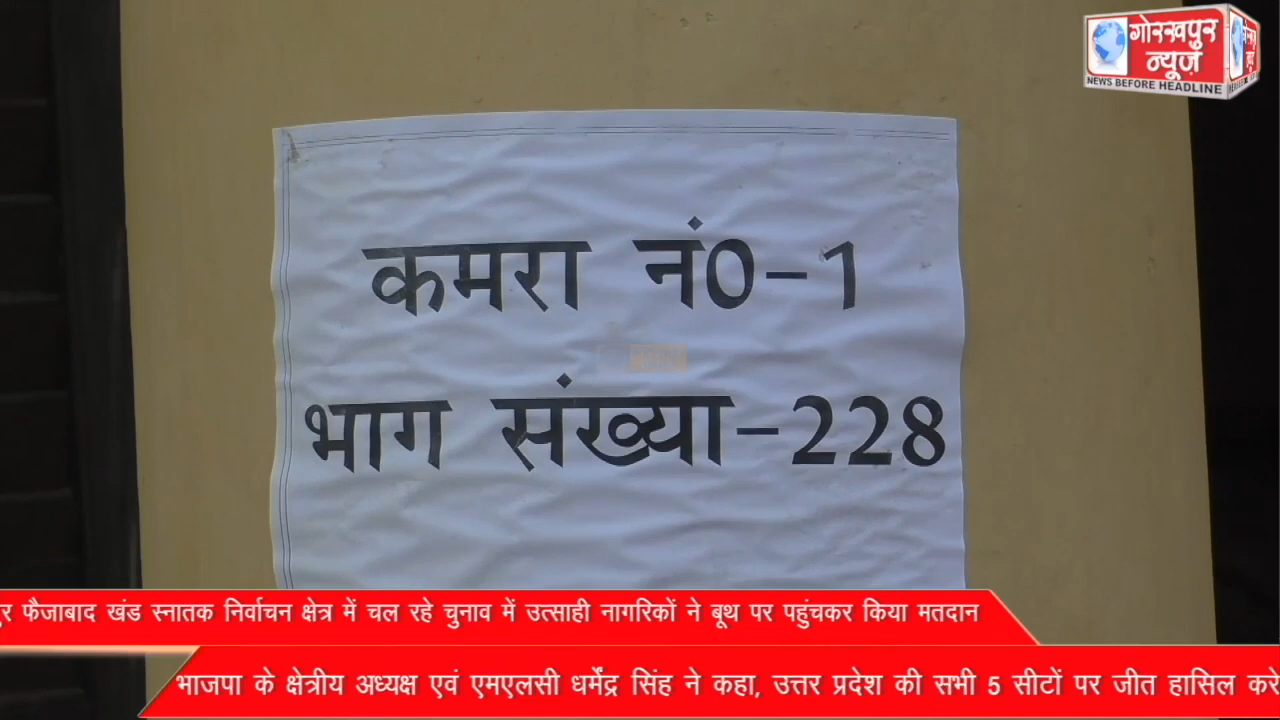 गोरखपुर
न्यूज़
NEWS BEFORE HEADLINE
कमरा नं0-1
भाग संख्या-228
फैजाबाद खंड स्नातक निर्वाचन क्षेत्र में चल रहे चुनाव में उत्साही नागरिकों ने बूथ पर पहुंचकर किया मतदान
भाजपा के क्षेत्रीय अध्यक्ष एवं एमएलसी धर्मेंद्र सिंह ने कहा, उत्तर प्रदेश की सभी 5 सीटों पर जीत हासिल करे